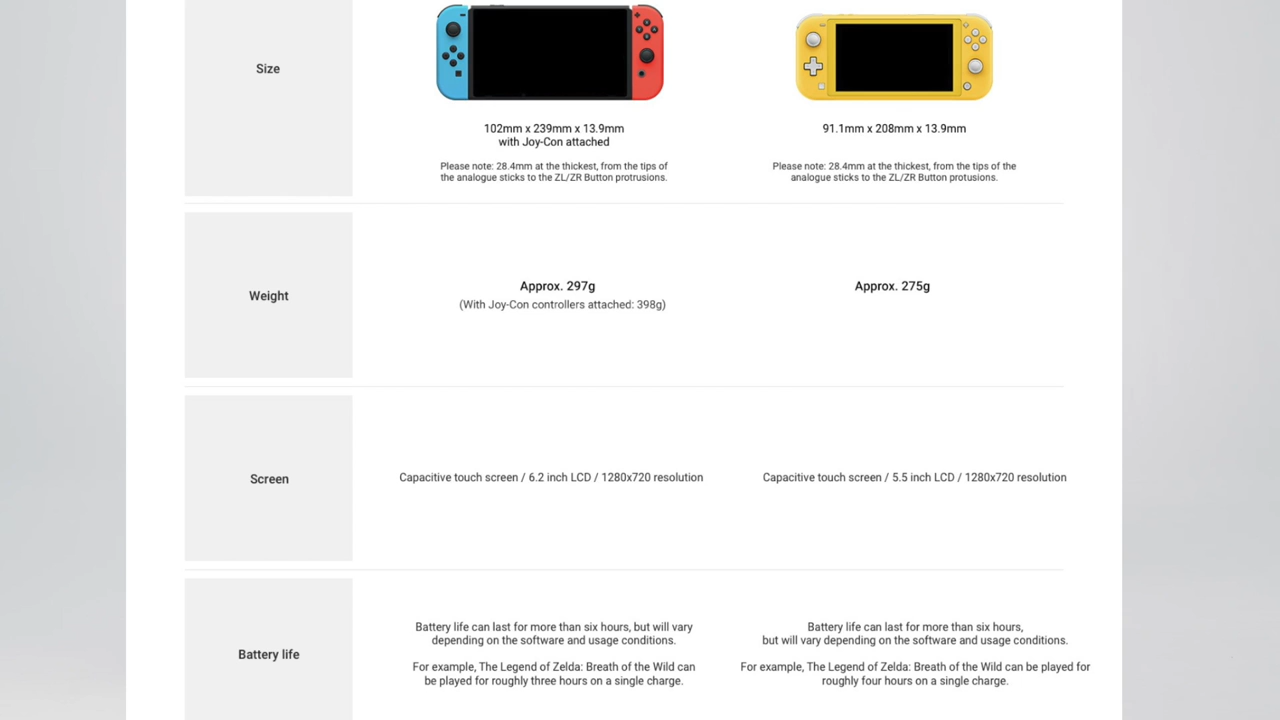 Size
102mm x 239mm x 13.9mm
with Joy-Con attached
Please note: 28.4mm at the thickest, from the tips of
the analogue sticks to the ZL/ZR Button protrusions.
91.1mm x 208mm x 13.9mm
Please note: 28.4mm at the thickest, from the tips of the
analogue sticks to the ZL/ZR Button protusions.
Weight
Approx. 297g
(With Joy-Con controllers attached: 398g)
Approx. 275g
Screen
Capacitive touch screen / 6.2 inch LCD / 1280x720 resolution
Capacitive touch screen / 5.5 inch LCD / 1280x720 resolution
Battery life
Battery life can last for more than six hours, but will vary
depending on the software and usage conditions.
For example, The Legend of Zelda: Breath of the Wild can
be played for roughly three hours on a single charge.
Battery life can last for more than six hours,
but will vary depending on the software and usage conditions.
For example, The Legend of Zelda: Breath of the Wild can be played for
roughly four hours on a single charge.